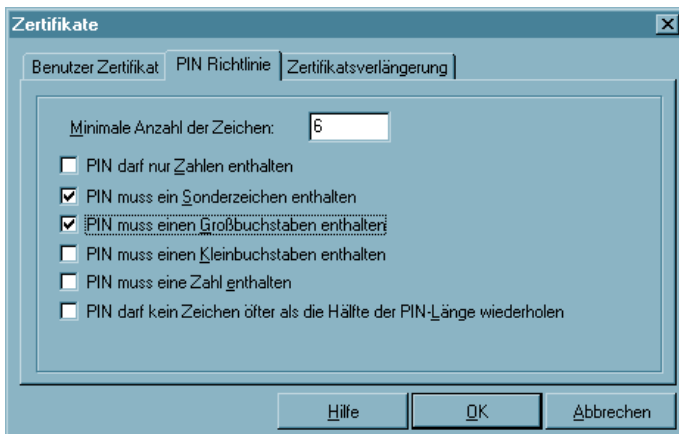 Zertifikate
Benutzer Zertifikat PIN Richtlinie Zertifikatsverlängerung
Minimale Anzahl der Zeichen: 6
PIN darf nur Zahlen enthalten
PIN muss ein Sonderzeichen enthalten
PIN muss einen Großbuchstaben enthalten
PIN muss einen Kleinbuchstaben enthalten
PIN muss eine Zahl enthalten
PIN darf kein Zeichen öfter als die Hälfte der PIN-Länge wiederholen
Hilfe OK Abbrechen